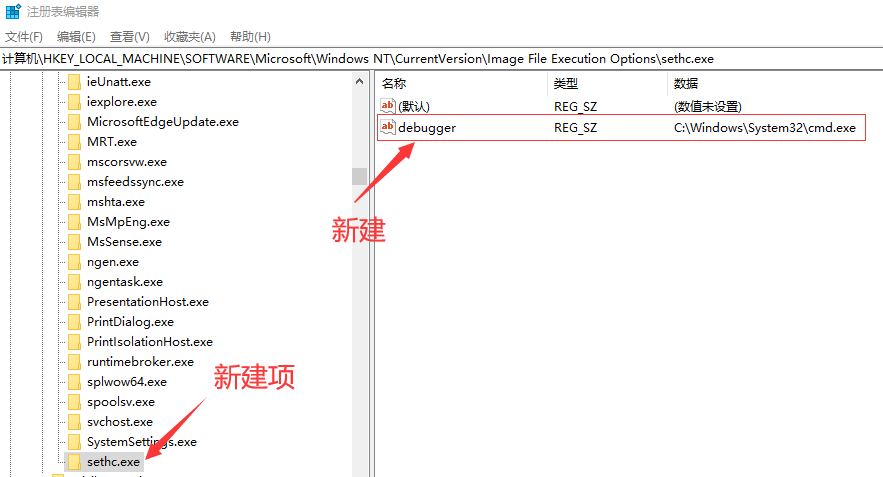 注册表编辑器
文件(F) 编辑(E) 查看(V) 收藏夹(A) 帮助(H)
计算机\HKEY_LOCAL_MACHINE\SOFTWARE\Microsoft\Windows NT\CurrentVersion\Image File Execution Options\sethc.exe
ieUnatt.exe
iexplore.exe
MicrosoftEdgeUpdate.exe
MRT.exe
mscorsvw.exe
msfeedssync.exe
mshta.exe
MsMpEng.exe
MsSense.exe
ngen.exe
ngentask.exe
PresentationHost.exe
PrintDialog.exe
PrintIsolationHost.exe
runtimebroker.exe
splwow64.exe
spoolsv.exe
svchost.exe
SystemSettings.exe
sethc.exe
新建项
名称 类型 数据
ab (默认) REG_SZ (数值未设置)
ab debugger REG_SZ C:\Windows\System32\cmd.exe
新建